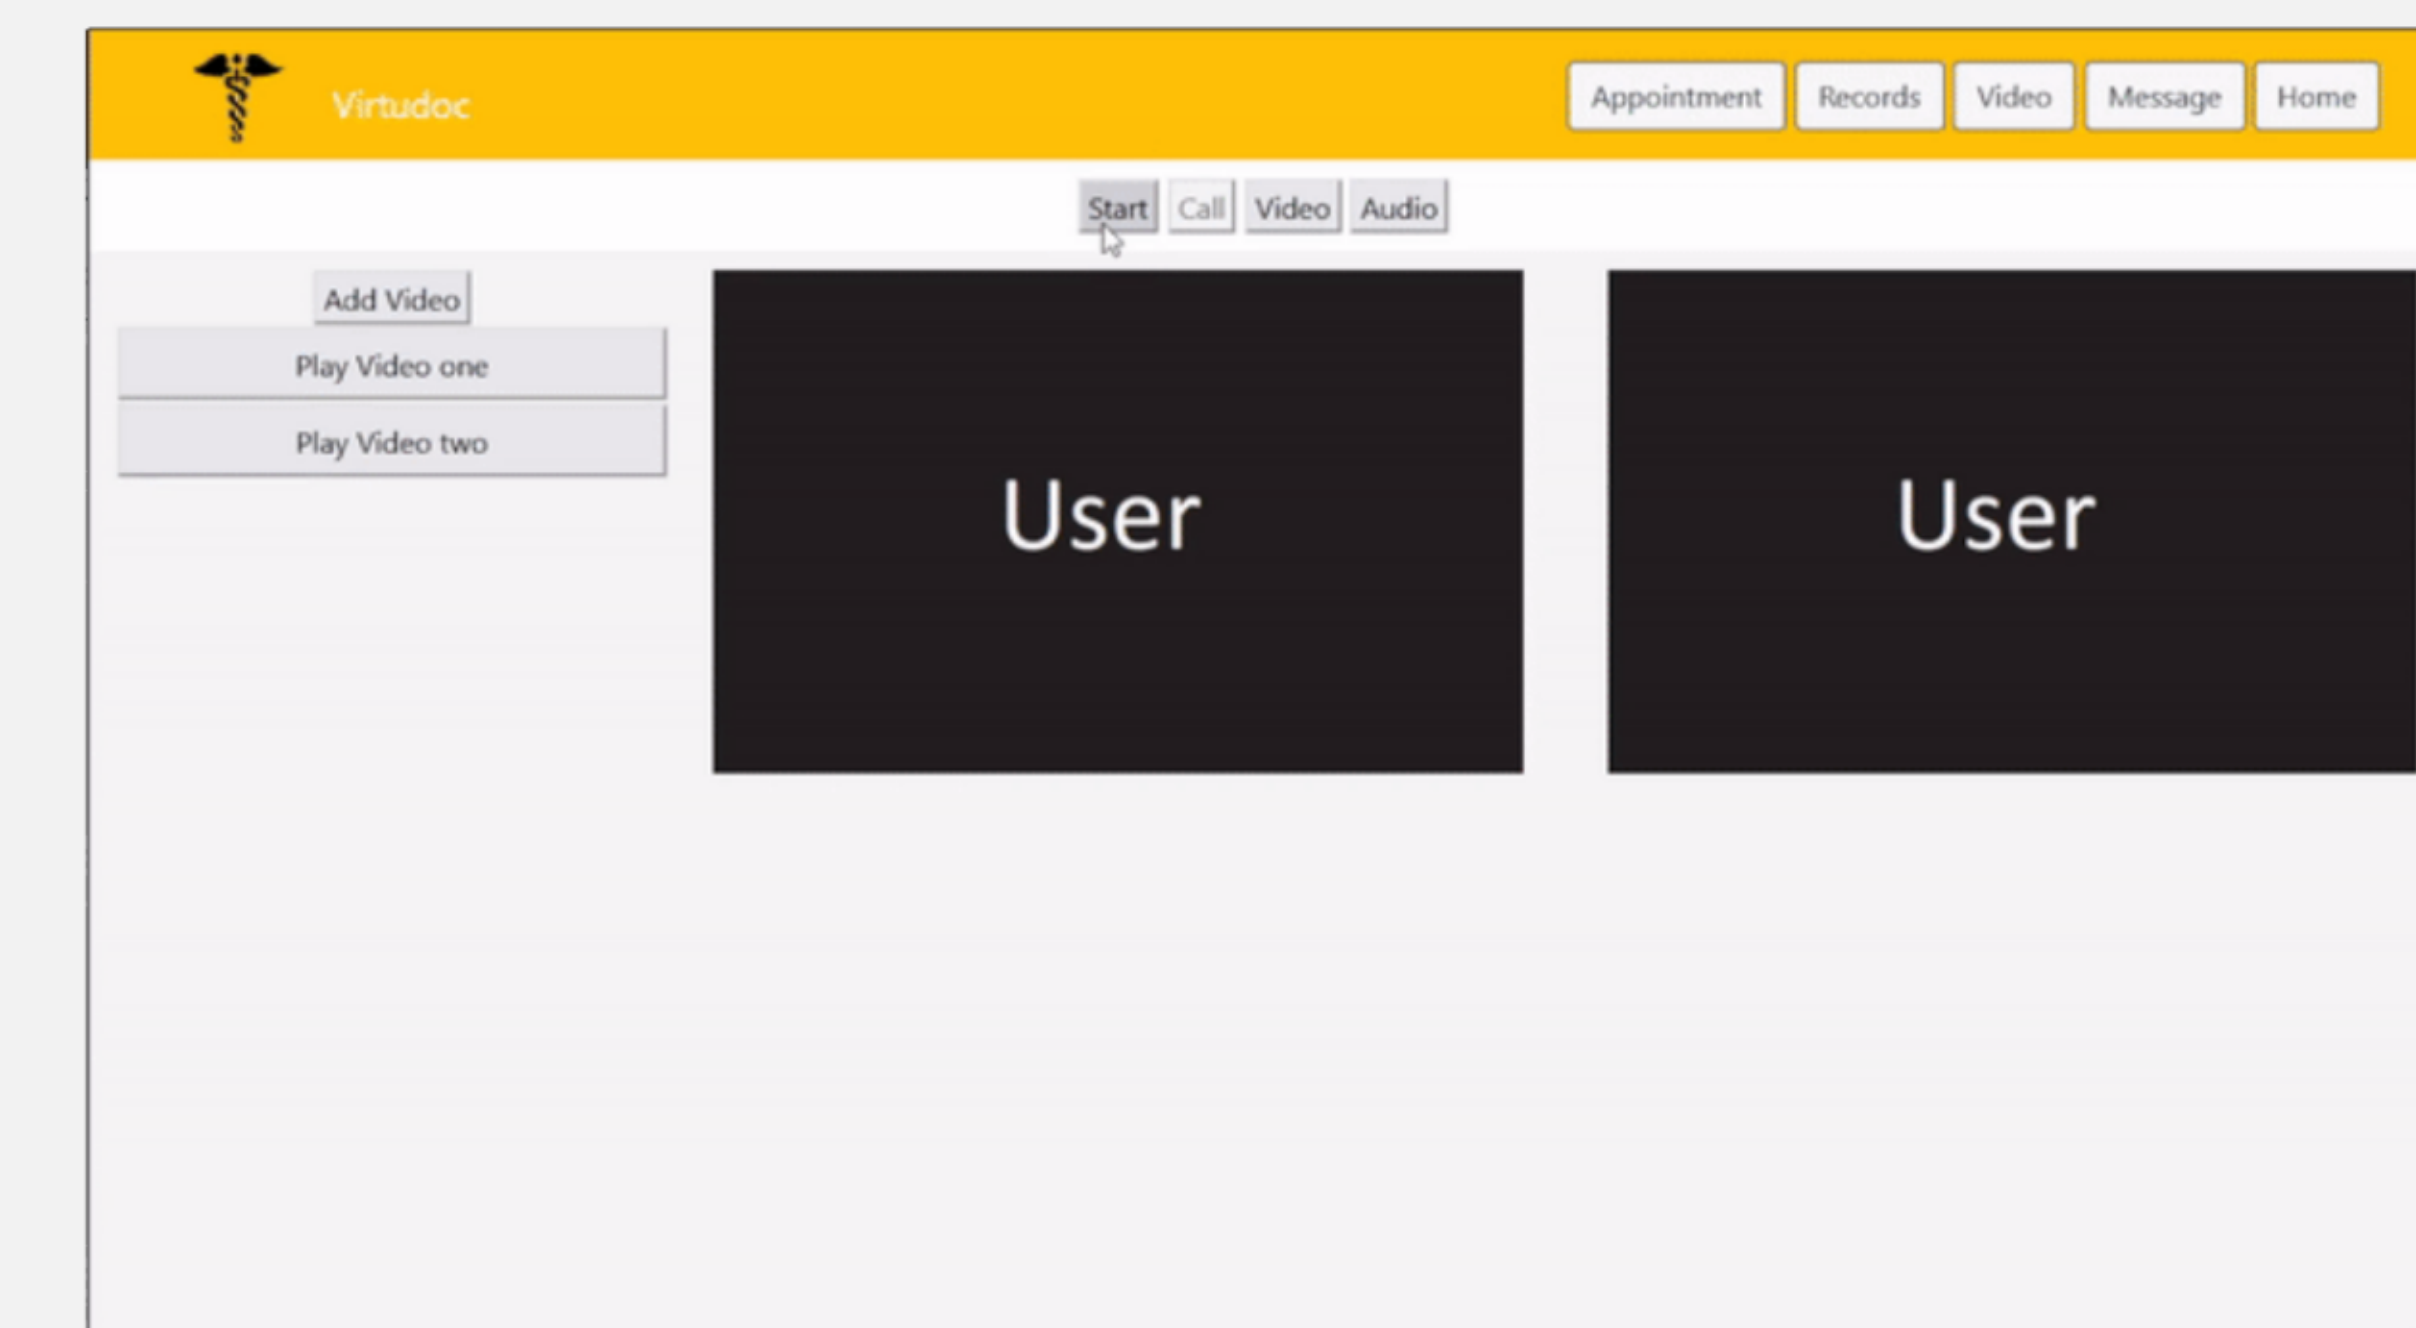 Virtudoc
Appointment Records Video Message Home
Start Call Video Audio
Add Video
Play Video one
Play Video two
User User